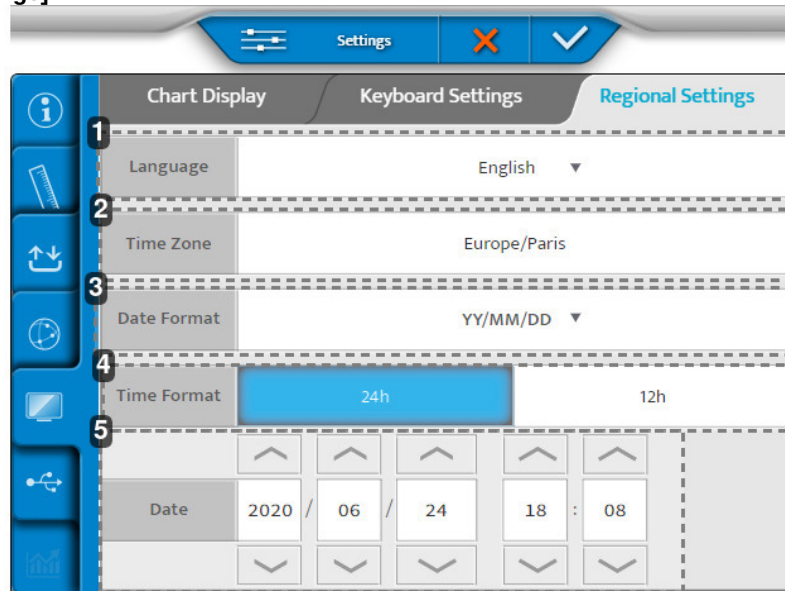 ge]
Settings
Chart Display Keyboard Settings Regional Settings
1
Language English ▼
2
Time Zone Europe/Paris
3
Date Format YY/MM/DD ▼
4
Time Format 24h 12h
5
Date 2020 / 06 / 24 18 : 08